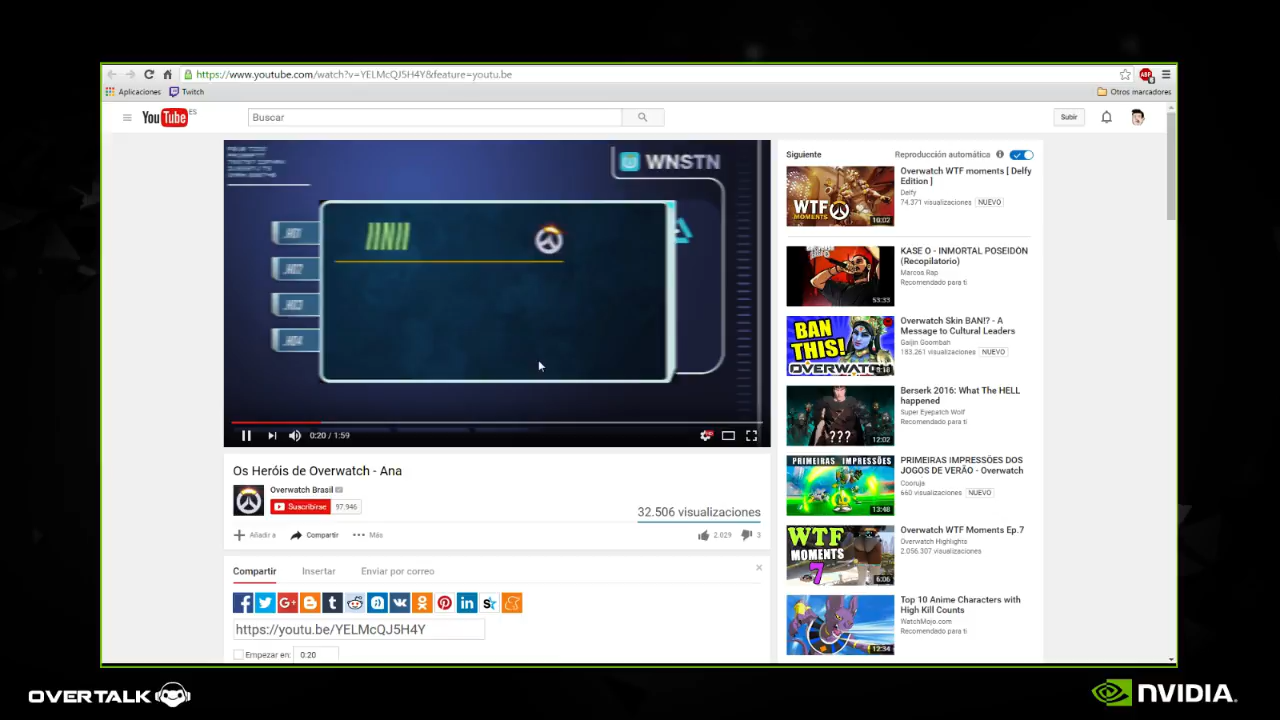 https://www.youtube.com/watch?v=YELMcQJ5H4Y&feature=youtu.be
Aplicaciones
Twitch
Otros marcadores
YouTube ES
Buscar
Subir
WNSTN
0:20 / 1:59
Os Heróis de Overwatch - Ana
Overwatch Brasil
Suscribirse
97.946
32.506 visualizaciones
Añadir a
Compartir
Más
2.029
3
Compartir
Insertar
Enviar por correo
https://youtu.be/YELMcQJ5H4Y
Empezar en:
0:20
Siguiente
Reproducción automática
WTF
MOMENTS
10:02
Overwatch WTF moments [ Delfy
Edition ]
Delfy
74.371 visualizaciones
NUEVO
53:33
KASE O - INMORTAL POSEIDON
(Recopilatorio)
Marcos Rap
Recomendado para ti
BAN
THIS!
OVERWATCH
Overwatch Skin BAN!? - A
Message to Cultural Leaders
Gaijin Goombah
183.261 visualizaciones
NUEVO
???
12:02
Berserk 2016: What The HELL
happened
Super Eyepatch Wolf
Recomendado para ti
PRIMEIRAS IMPRESSÕES
13:48
PRIMEIRAS IMPRESSÕES DOS
JOGOS DE VERÃO - Overwatch
Cooruja
660 visualizaciones
NUEVO
WTF
MOMENTS
7
6:06
Overwatch WTF Moments Ep.7
Overwatch Highlights
2.056.307 visualizaciones
12:34
Top 10 Anime Characters with
High Kill Counts
WatchMojo.com
Recomendado para ti
OVERTALK
NVIDIA.